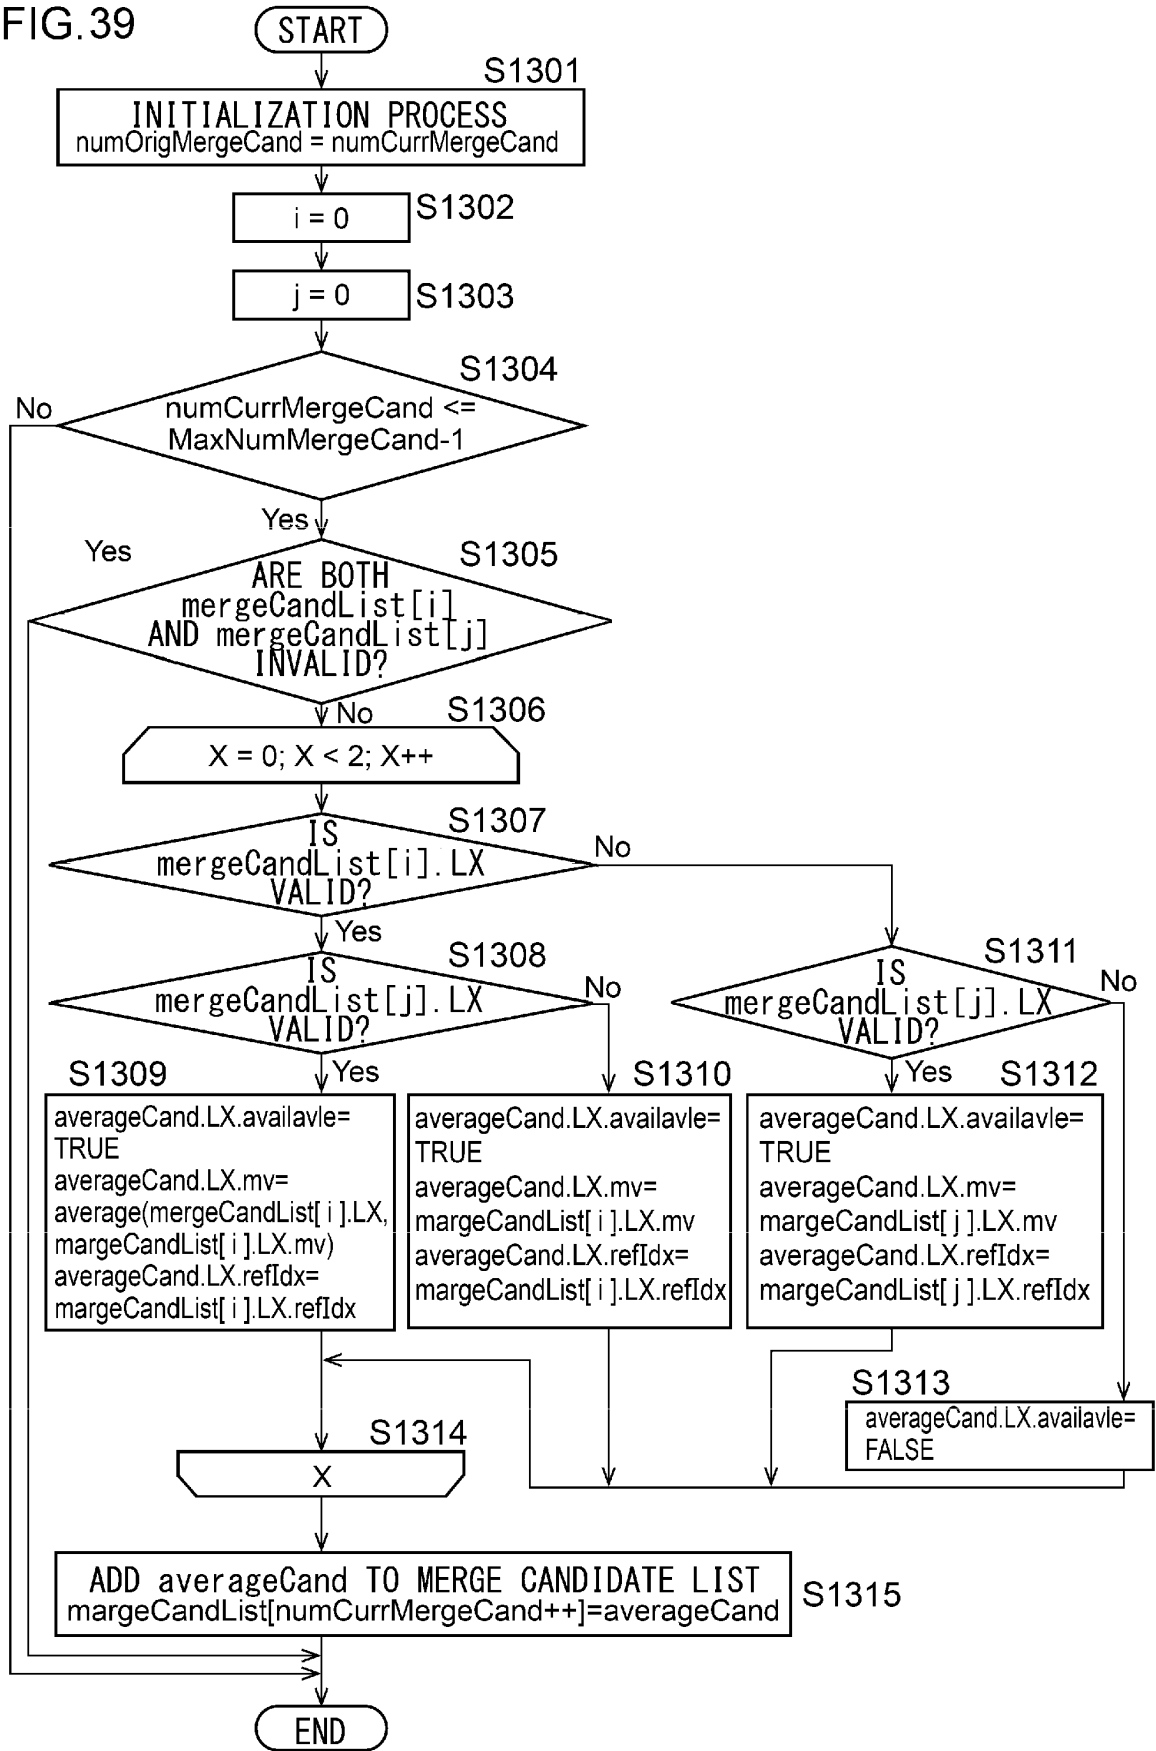 FIG.39
START
S1301
INITIALIZATION PROCESS
numOrigMergeCand = numCurrMergeCand
i = 0
S1302
j = 0
S1303
S1304
No
numCurrMergeCand <=
MaxNumMergeCand-1
Yes
Yes
S1305
ARE BOTH
mergeCandList[i]
AND mergeCandList[j]
INVALID?
No
S1306
X = 0; X < 2; X++
S1307
IS
mergeCandList[i].LX
VALID?
No
Yes
S1308
IS
mergeCandList[j].LX
VALID?
No
S1311
IS
mergeCandList[j].LX
VALID?
No
S1309
Yes
S1310
Yes
S1312
averageCand.LX.availavle=
TRUE
averageCand.LX.mv=
average(mergeCandList[ i ].LX,
margeCandList[ i ].LX.mv)
averageCand.LX.refIdx=
margeCandList[ i ].LX.refIdx
averageCand.LX.availavle=
TRUE
averageCand.LX.mv=
margeCandList[ i ].LX.mv
averageCand.LX.refIdx=
margeCandList[ i ].LX.refIdx
averageCand.LX.availavle=
TRUE
averageCand.LX.mv=
margeCandList[ j ].LX.mv
averageCand.LX.refIdx=
margeCandList[ j ].LX.refIdx
S1313
averageCand.LX.availavle=
FALSE
S1314
X
ADD averageCand TO MERGE CANDIDATE LIST
margeCandList[numCurrMergeCand++]=averageCand
S1315
END